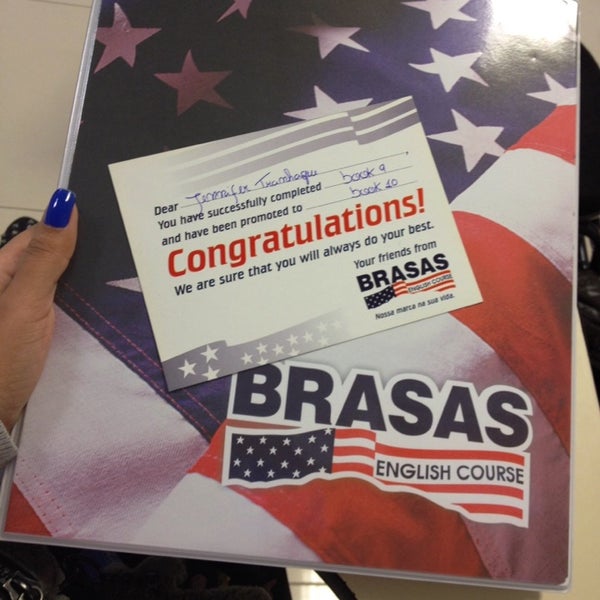 Dear Jennifer
You have successfully completed book 9
and have been promoted to book 10
Congratulations!
We are sure that you will always do your best.
Your friends from
BRASAS
ENGLISH COURSE
Nossa marca na sua vida.
BRASAS
ENGLISH COURSE